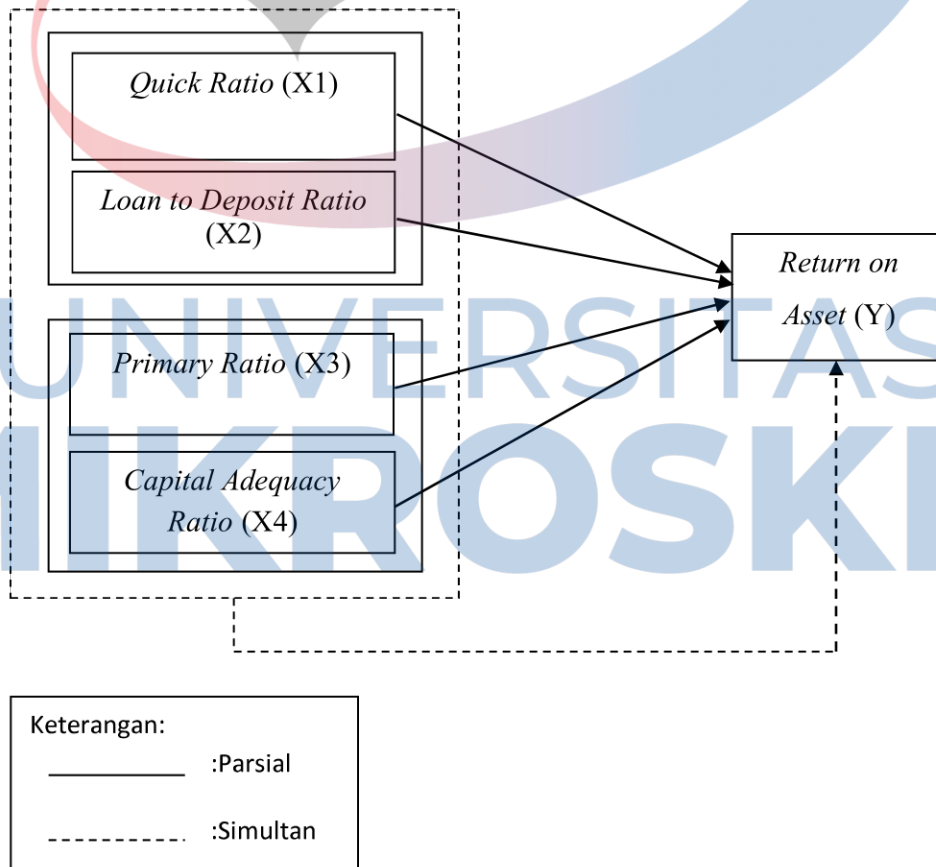 Quick Ratio (X1)
Loan to Deposit Ratio
(X2)
Return on
Asset (Y)
UNIVERSITAS
MIKROSKI
Primary Ratio (X3)
Capital Adequacy
Ratio (X4)
Keterangan:
:Parsial
:Simultan